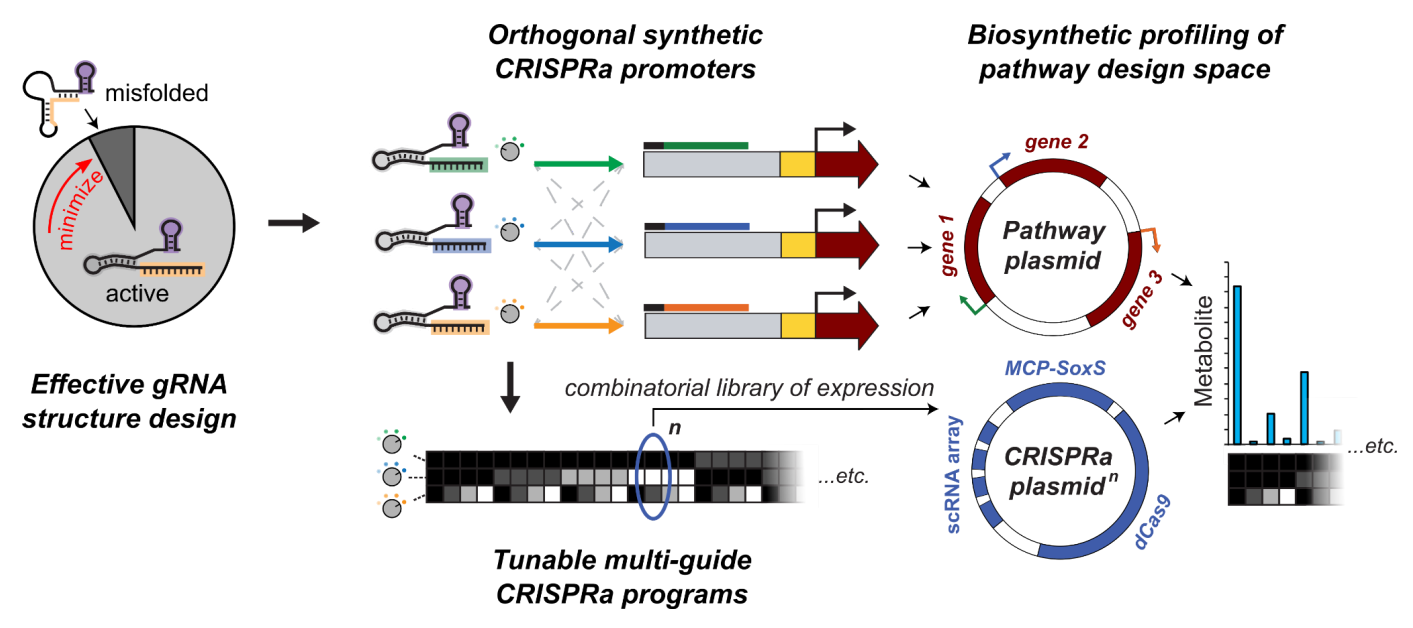 Orthogonal synthetic
CRISPRa promoters
Biosynthetic profiling of
pathway design space
misfolded
minimize
active
Effective gRNA
structure design
gene 1
gene 2
gene 3
Pathway
plasmid
Metabolite
combinatorial library of expression
n
...etc.
Tunable multi-guide
CRISPRa programs
MCP-SoxS
scRNA array
dCas9
CRISPRa
plasmidⁿ
...etc.